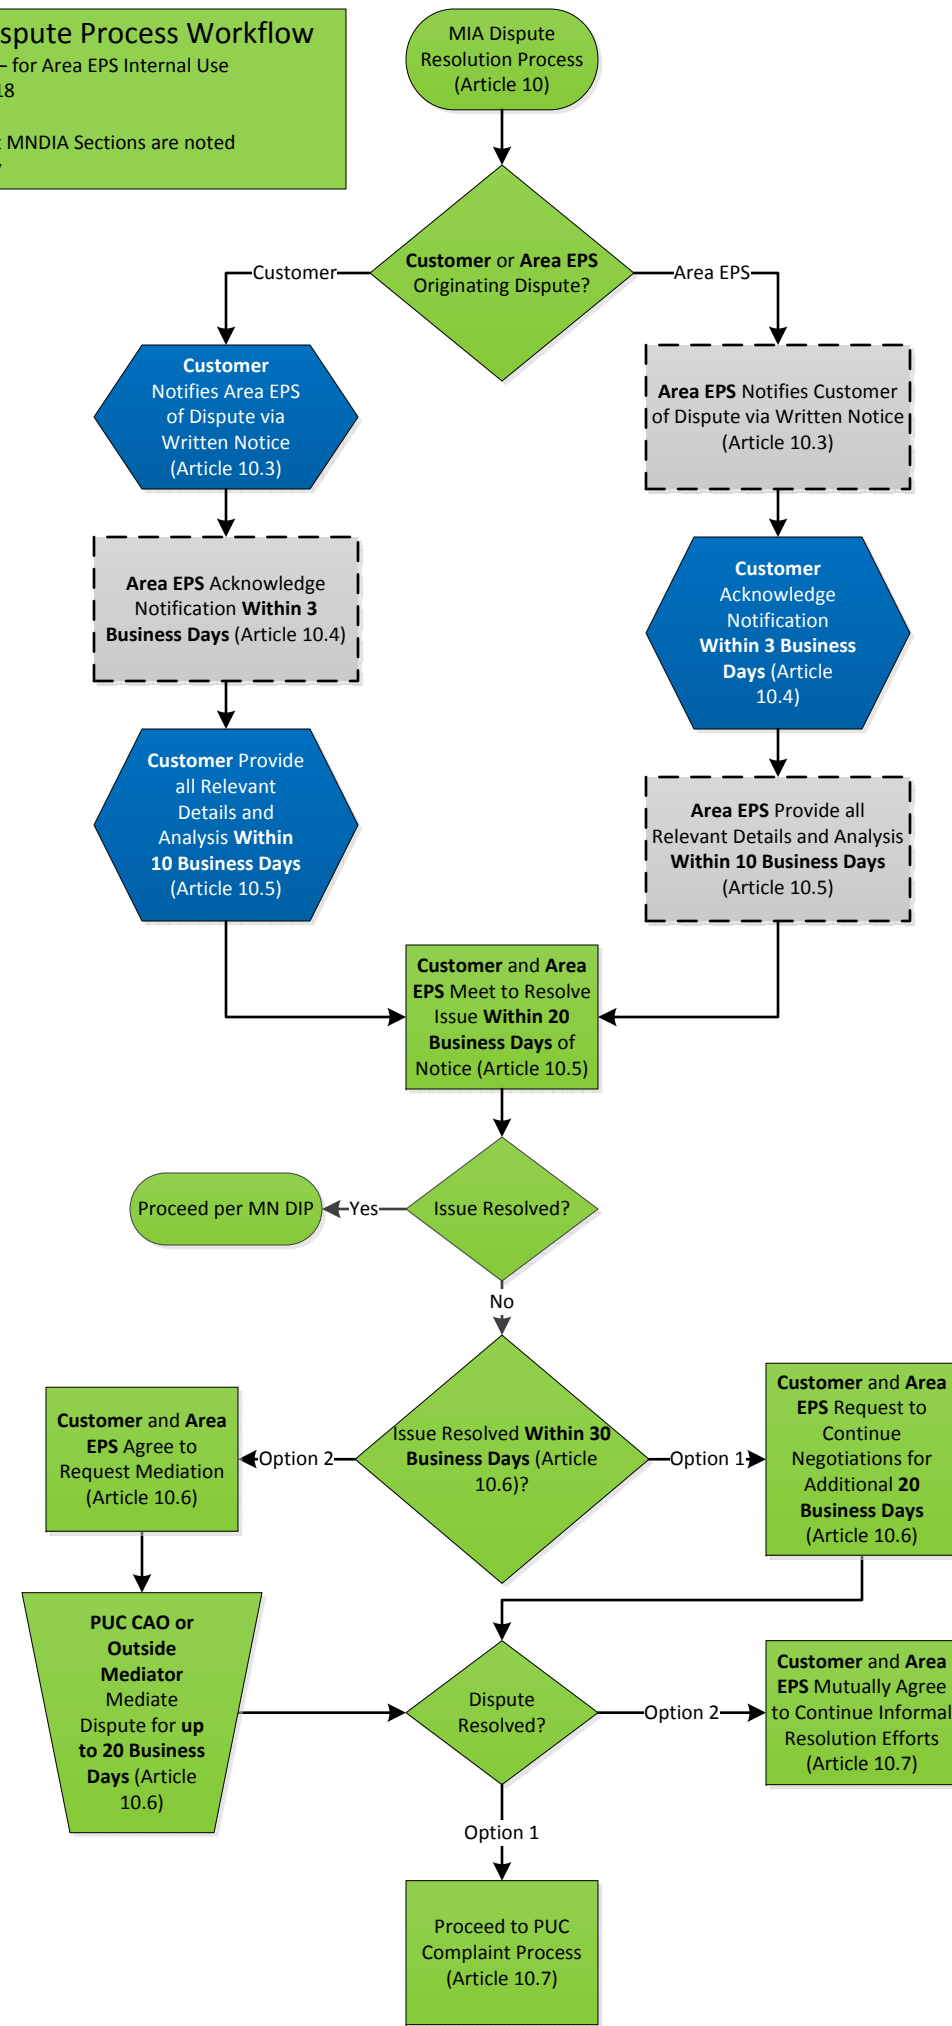 spute Process Workflow
– for Area EPS Internal Use
18
t MNDIA Sections are noted
MIA Dispute
Resolution Process
(Article 10)
Customer or Area EPS
Originating Dispute?
Customer
Area EPS
Customer
Notifies Area EPS
of Dispute via
Written Notice
(Article 10.3)
Area EPS Notifies Customer
of Dispute via Written Notice
(Article 10.3)
Area EPS Acknowledge
Notification Within 3
Business Days (Article 10.4)
Customer
Acknowledge
Notification
Within 3 Business
Days (Article
10.4)
Customer Provide
all Relevant
Details and
Analysis Within
10 Business Days
(Article 10.5)
Area EPS Provide all
Relevant Details and Analysis
Within 10 Business Days
(Article 10.5)
Customer and Area
EPS Meet to Resolve
Issue Within 20
Business Days of
Notice (Article 10.5)
Issue Resolved?
Yes
Proceed per MN DIP
No
Issue Resolved Within 30
Business Days (Article
10.6)?
Option 2
Option 1
Customer and Area
EPS Agree to
Request Mediation
(Article 10.6)
Customer and Area
EPS Request to
Continue
Negotiations for
Additional 20
Business Days
(Article 10.6)
PUC CAO or
Outside
Mediator
Mediate
Dispute for up
to 20 Business
Days (Article
10.6)
Dispute
Resolved?
Option 2
Customer and Area
EPS Mutually Agree
to Continue Informal
Resolution Efforts
(Article 10.7)
Option 1
Proceed to PUC
Complaint Process
(Article 10.7)